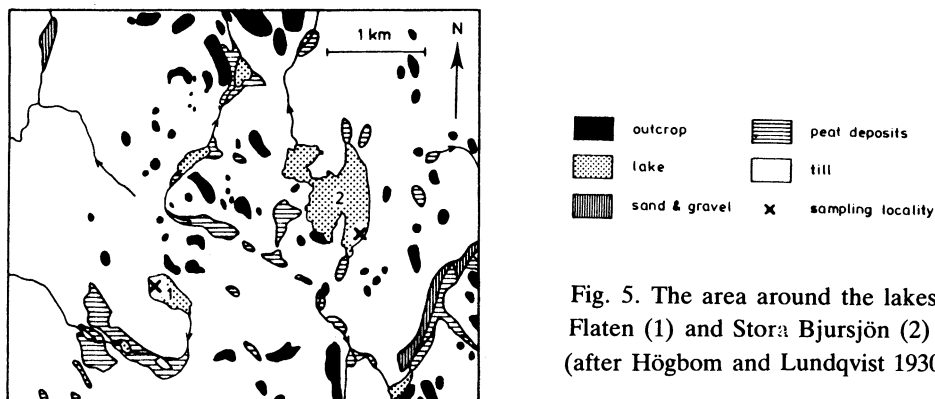 1 km
N
2
1
outcrop
peat deposits
lake
till
sand & gravel
sampling locality
Fig. 5. The area around the lakes
Flaten (1) and Stora Bjursjön (2)
(after Högbom and Lundqvist 1930